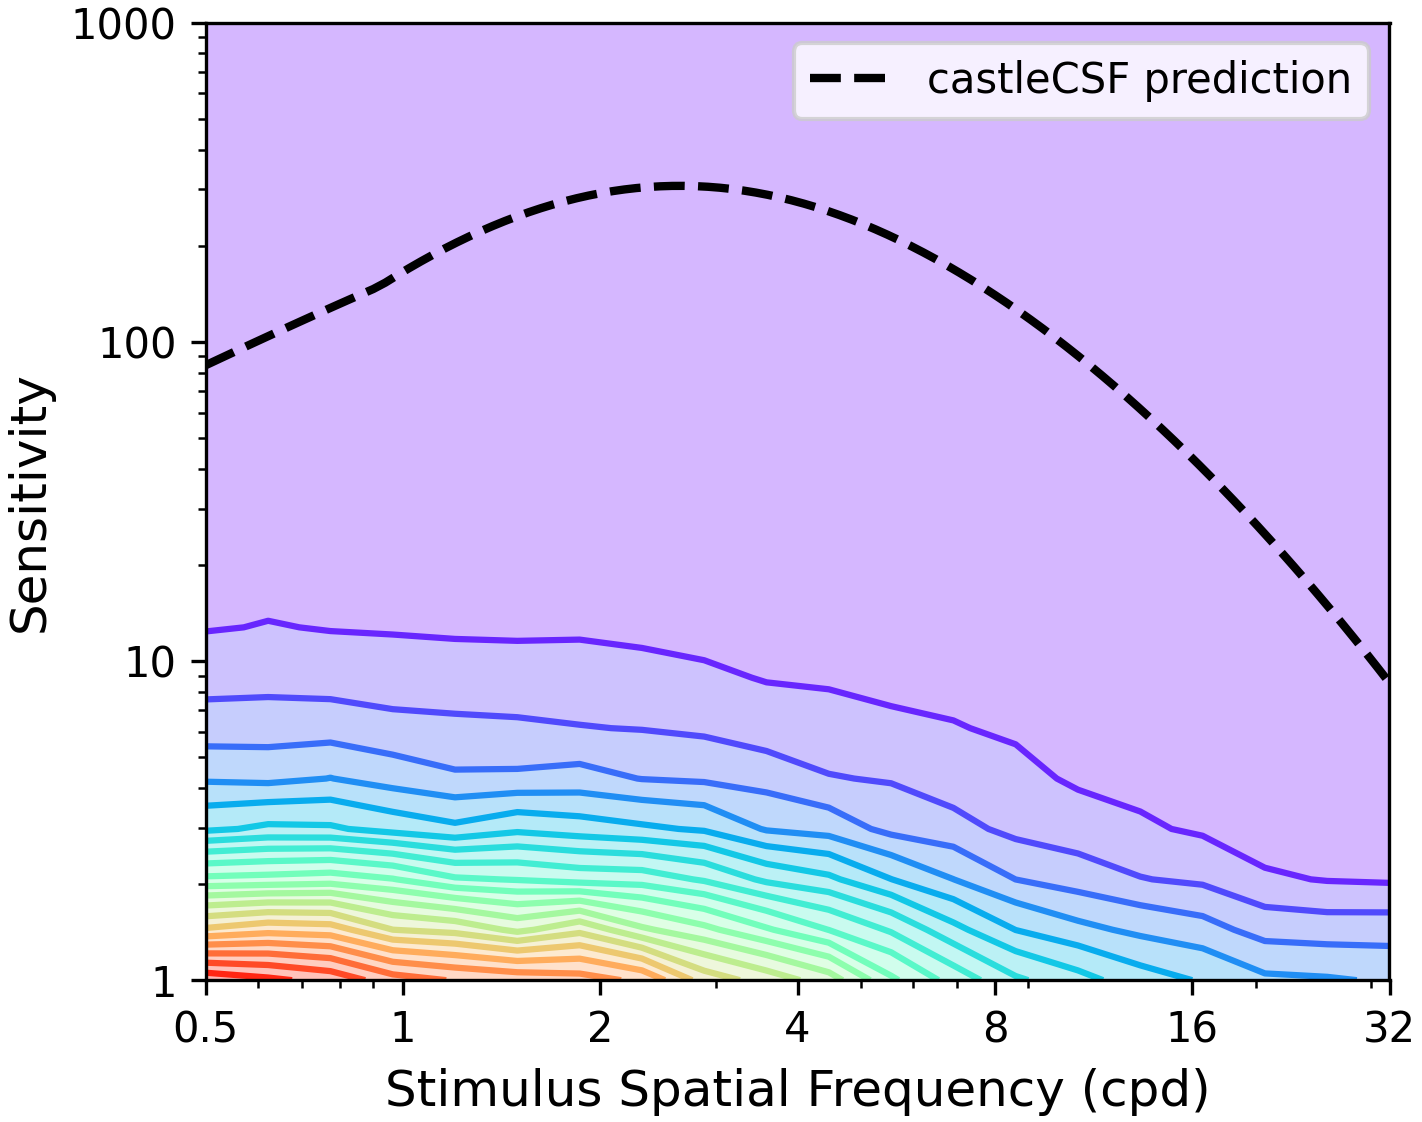 1000
castleCSF prediction
100
Sensitivity
10
1
0.5 1 2 4 8 16 32
Stimulus Spatial Frequency (cpd)